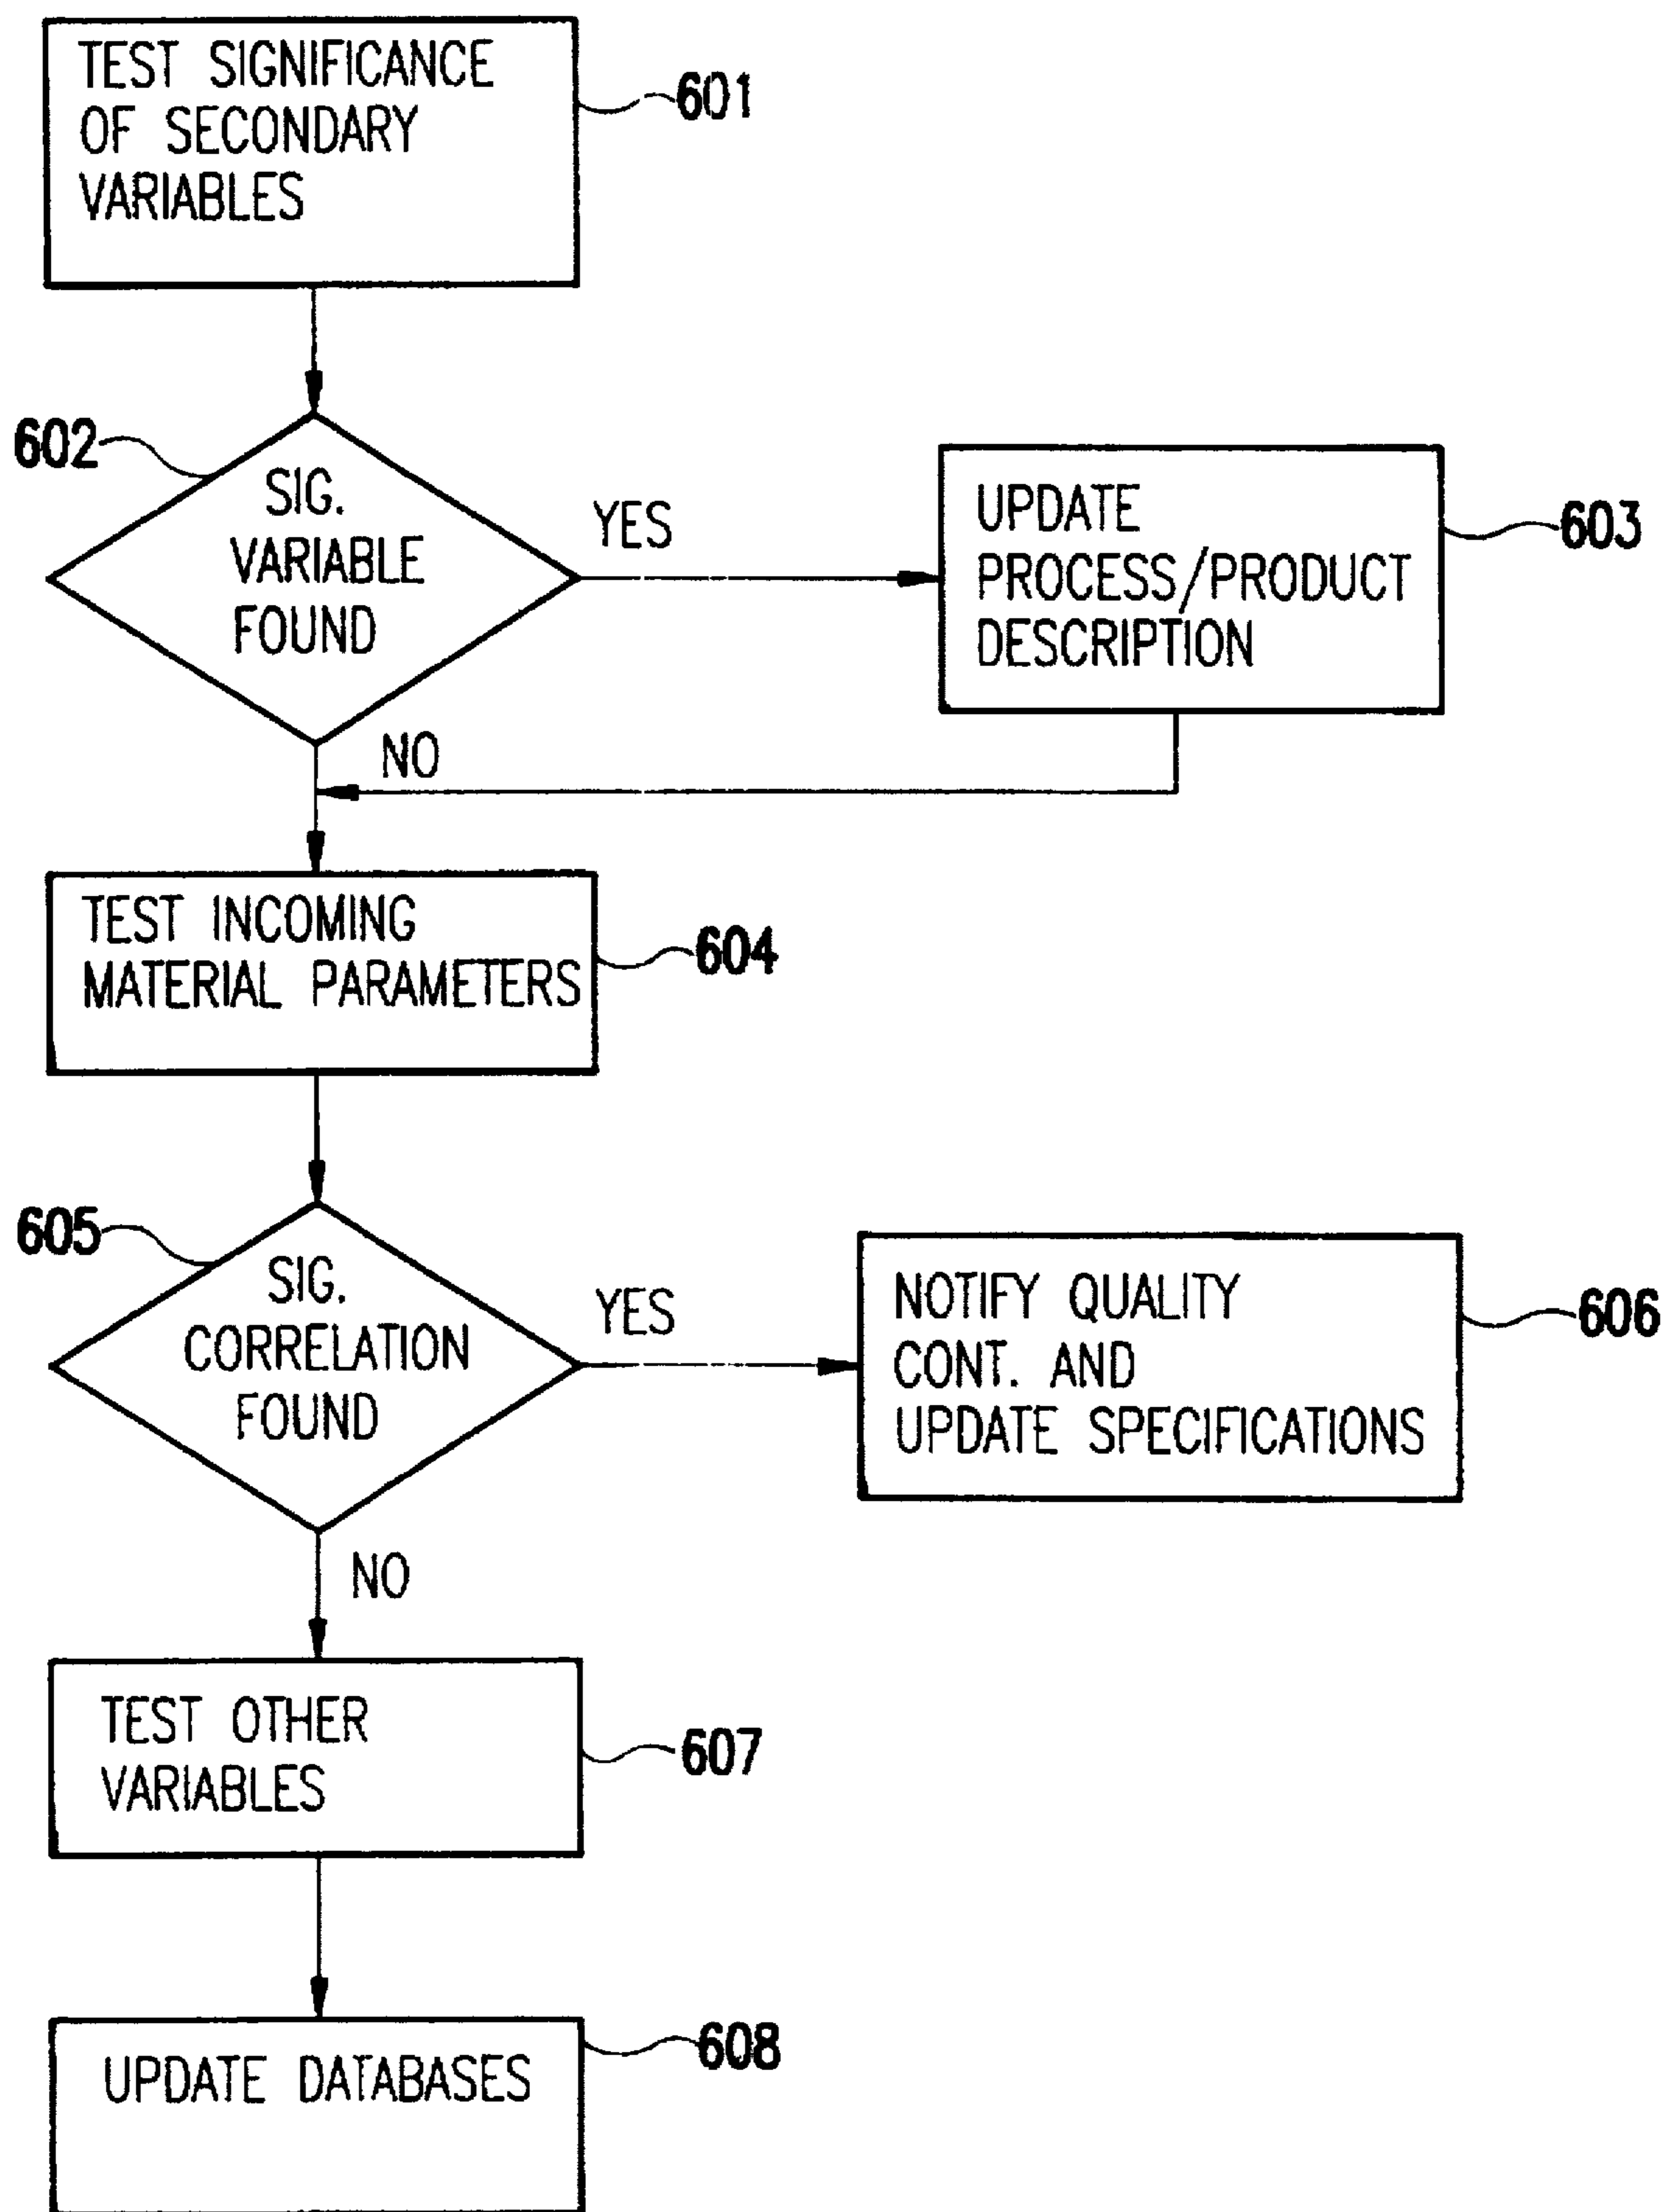 TEST SIGNIFICANCE
OF SECONDARY
VARIABLES
601
602
SIG.
VARIABLE
FOUND
YES
UPDATE
PROCESS/PRODUCT
DESCRIPTION
603
NO
TEST INCOMING
MATERIAL PARAMETERS
604
605
SIG.
CORRELATION
FOUND
YES
NOTIFY QUALITY
CONT. AND
UPDATE SPECIFICATIONS
606
NO
TEST OTHER
VARIABLES
607
UPDATE DATABASES
608